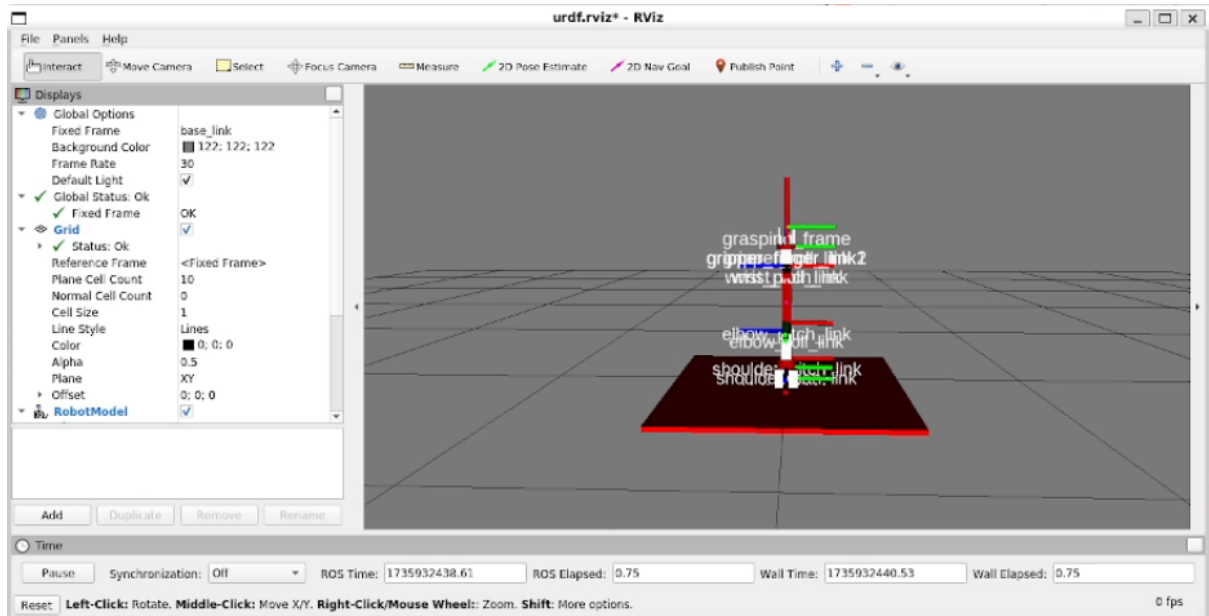 urdf.rviz* - RViz
File Panels Help
Interact Move Camera Select Focus Camera Measure 2D Pose Estimate 2D Nav Goal Publish Point
Displays
Global Options
Fixed Frame base_link
Background Color 122; 122; 122
Frame Rate 30
Default Light
Global Status: Ok
Fixed Frame OK
Grid
Status: Ok
Reference Frame <Fixed Frame>
Plane Cell Count 10
Normal Cell Count 0
Cell Size 1
Line Style Lines
Color 0; 0; 0
Alpha 0.5
Plane XY
Offset 0; 0; 0
RobotModel
grasping_frame
elbow_pitch_link
elbow_roll_link
shoulder_pitch_link
Add Duplicate Remove Rename
Time
Pause Synchronization: Off ROS Time: 1735932438.61 ROS Elapsed: 0.75 Wall Time: 1735932440.53 Wall Elapsed: 0.75
Reset Left-Click: Rotate. Middle-Click: Move X/Y. Right-Click/Mouse Wheel:: Zoom. Shift: More options. 0 fps